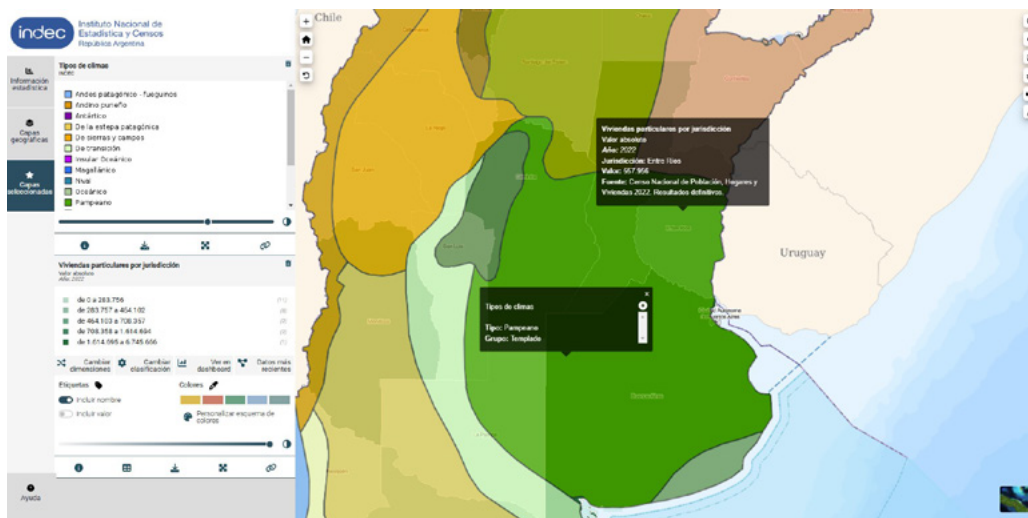 indec
Instituto Nacional de
Estadística y Censos
República Argentina
Información
estadística
Capas
geográficas
Capas
seleccionadas
Ayuda
Tipos de climas
INDEC
Andes patagónico - fueguinos
Andino puneño
Antártico
De la estepa patagónica
De sierras y campos
De transición
Insular Oceánico
Magellánico
Nival
Oceánico
Pampeano
Viviendas particulares por jurisdicción
Valor absoluto
Año: 2022
de 0 a 283.756
de 283.757 a 464.102
de 464.103 a 708.357
de 708.358 a 1.614.694
de 1.614.695 a 6.745.666
Cambiar
dimensiones
Cambiar
clasificación
Ver en
dashboard
Datos más
recientes
Etiquetas
Colores
Incluir nombre
Incluir valor
Personalizar esquema de
colores
Chile
Viviendas particulares por jurisdicción
Valor absoluto
Año: 2022
Jurisdicción: Entre Ríos
Valor: 557.956
Fuente: Censo Nacional de Población, Hogares y
Viviendas 2022. Resultados definitivos.
Uruguay
Tipos de climas
Tipo: Pampeano
Grupo: Templado